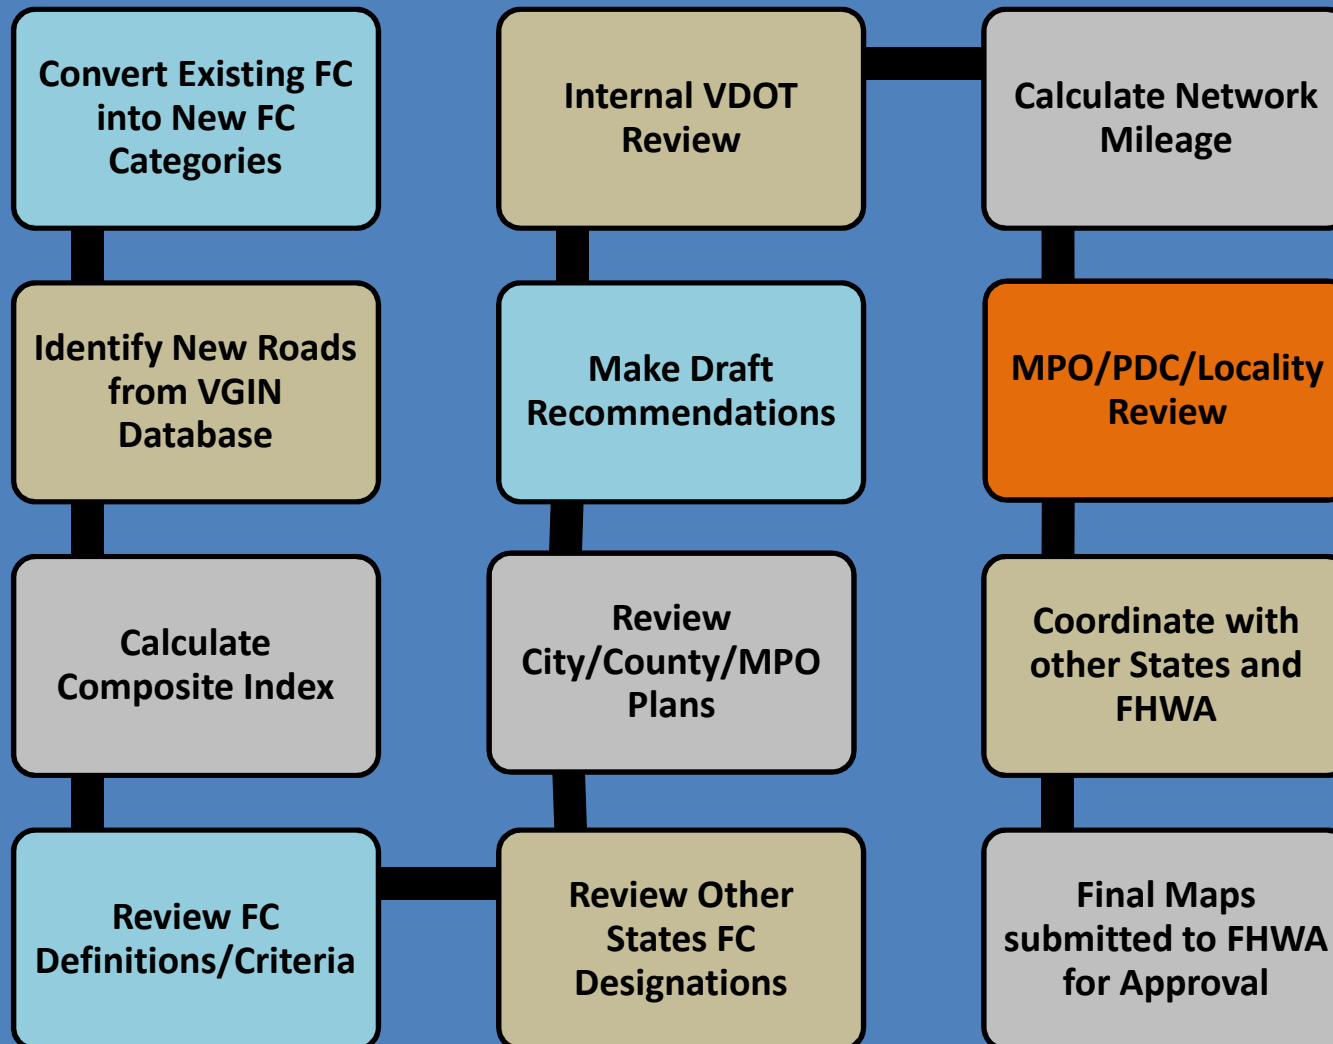 Convert Existing FC
into New FC
Categories
Identify New Roads
from VGIN
Database
Calculate
Composite Index
Review FC
Definitions/Criteria
Review Other
States FC
Designations
Review
City/County/MPO
Plans
Make Draft
Recommendations
Internal VDOT
Review
Calculate Network
Mileage
MPO/PDC/Locality
Review
Coordinate with
other States and
FHWA
Final Maps
submitted to FHWA
for Approval